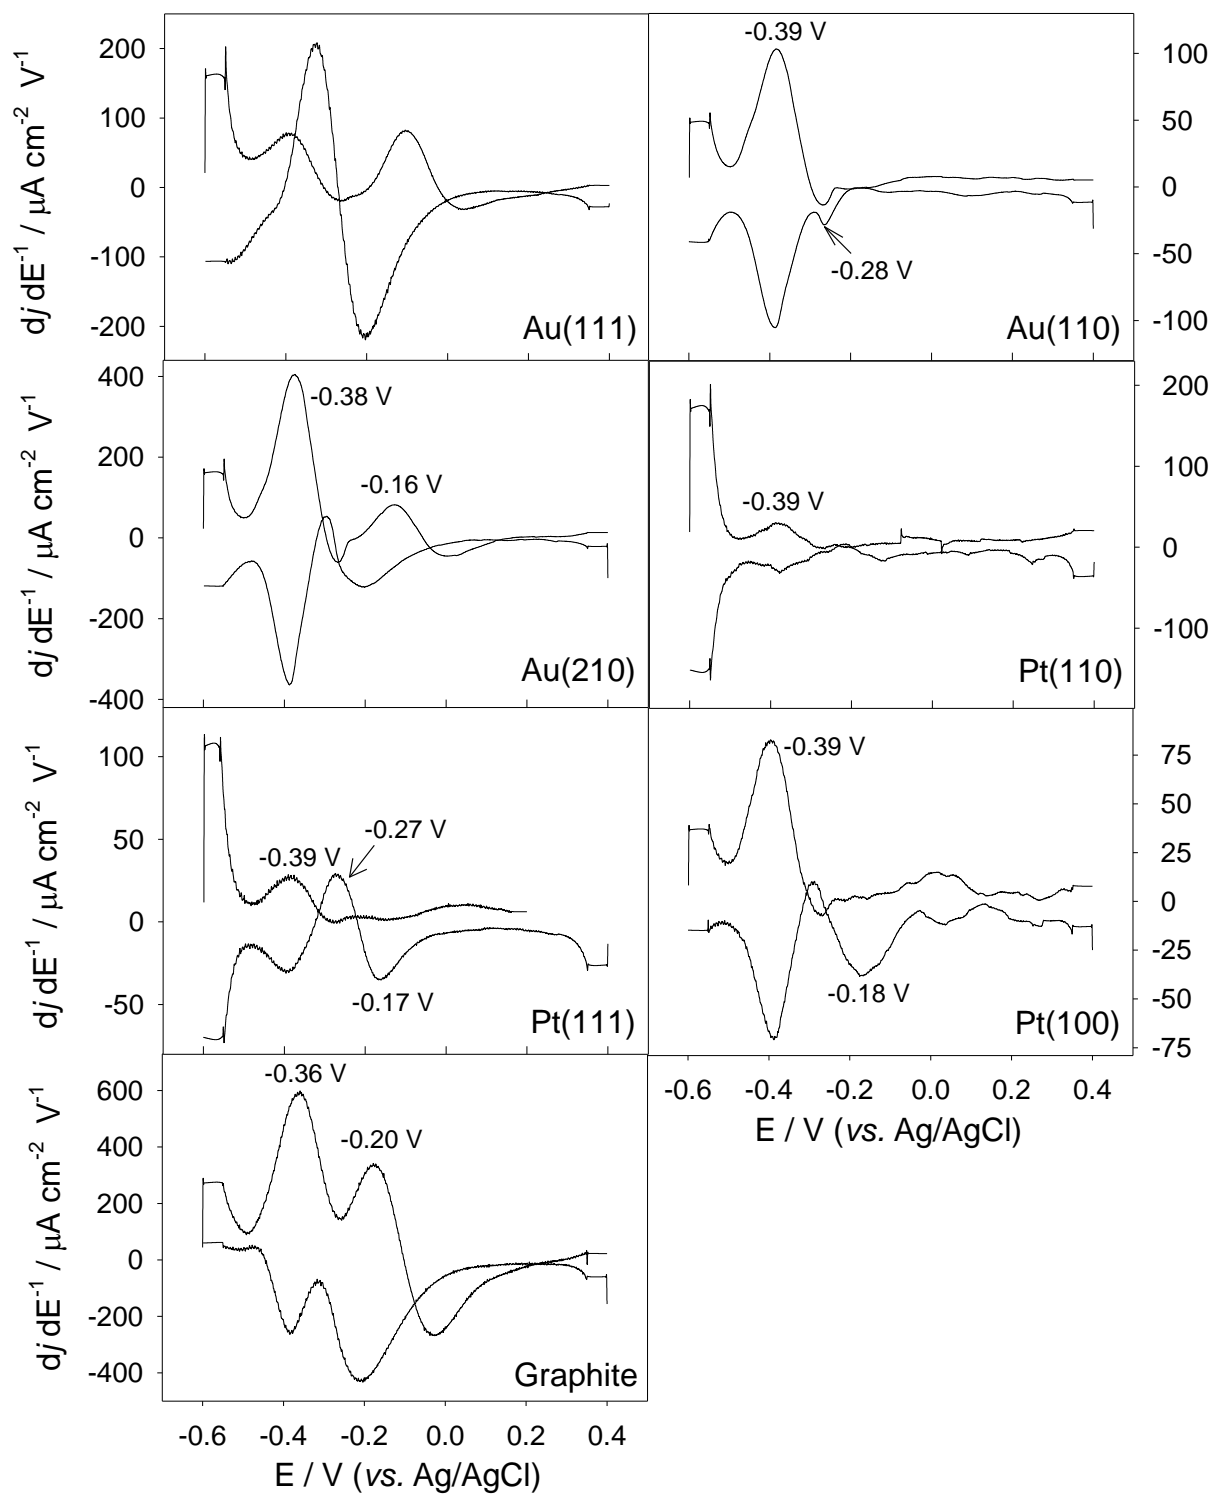 dj dE-1 / μA cm-2 V-1
200
100
0
-100
-200
Au(111)
-0.39 V
-0.28 V
100
50
0
-50
-100
Au(110)
dj dE-1 / μA cm-2 V-1
400
200
0
-200
-400
-0.38 V
-0.16 V
Au(210)
-0.39 V
200
100
0
-100
Pt(110)
dj dE-1 / μA cm-2 V-1
100
50
0
-50
-0.27 V
-0.39 V
-0.17 V
Pt(111)
-0.39 V
-0.18 V
75
50
25
0
-25
-50
-75
Pt(100)
-0.6 -0.4 -0.2 0.0 0.2 0.4
E / V (vs. Ag/AgCl)
dj dE-1 / μA cm-2 V-1
600
400
200
0
-200
-400
-0.36 V
-0.20 V
Graphite
-0.6 -0.4 -0.2 0.0 0.2 0.4
E / V (vs. Ag/AgCl)